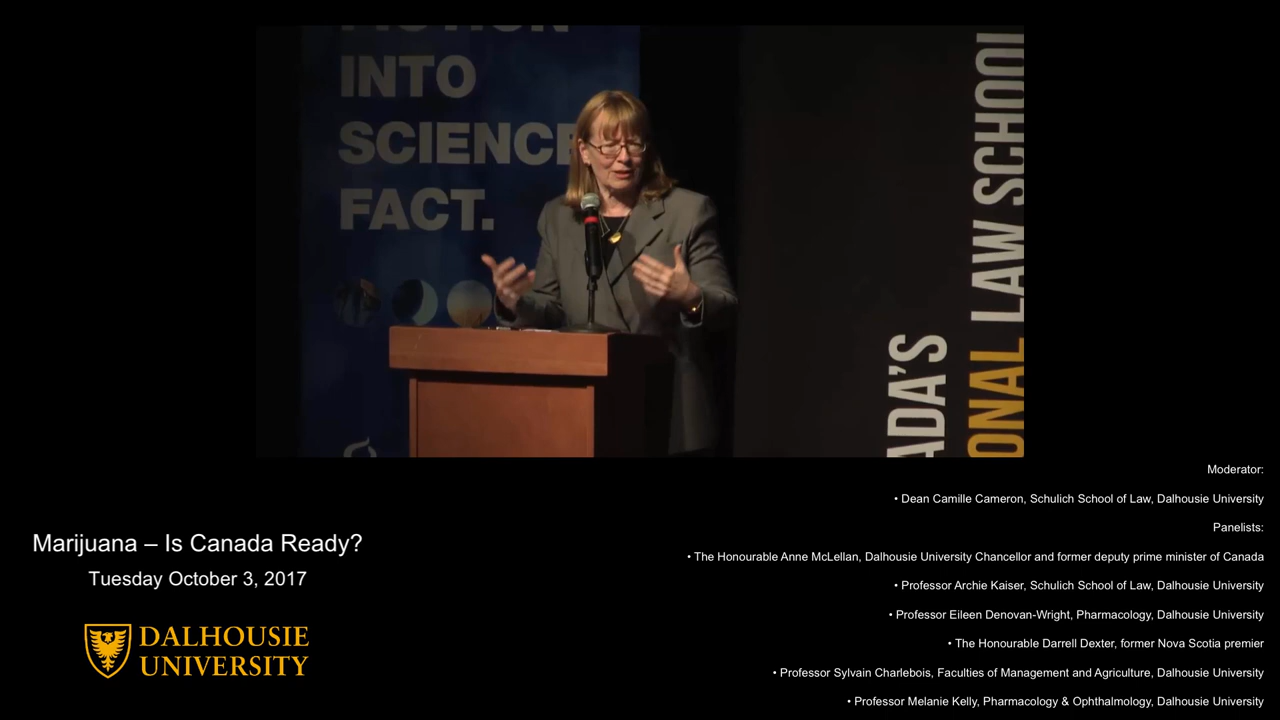 INTO
SCIENCE
FACT.
ADA'S
ONAL LAW SCHOOL
Moderator:
• Dean Camille Cameron, Schulich School of Law, Dalhousie University
Panelists:
• The Honourable Anne McLellan, Dalhousie University Chancellor and former deputy prime minister of Canada
• Professor Archie Kaiser, Schulich School of Law, Dalhousie University
• Professor Eileen Denovan-Wright, Pharmacology, Dalhousie University
• The Honourable Darrell Dexter, former Nova Scotia premier
• Professor Sylvain Charlebois, Faculties of Management and Agriculture, Dalhousie University
• Professor Melanie Kelly, Pharmacology & Ophthalmology, Dalhousie University
Marijuana – Is Canada Ready?
Tuesday October 3, 2017
DALHOUSIE
UNIVERSITY